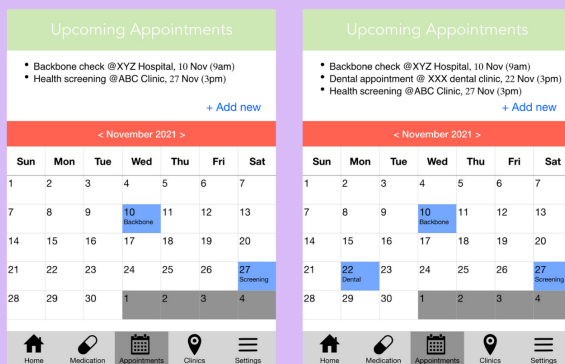 Upcoming Appointments
• Backbone check @XYZ Hospital, 10 Nov (9am)
• Health screening @ABC Clinic, 27 Nov (3pm)
+ Add new
< November 2021 >
Sun Mon Tue Wed Thu Fri Sat
1 2 3 4 5 6 7
7 8 9 10 11 12 13
Backbone
14 15 16 17 18 19 20
21 22 23 24 25 26 27
Screening
28 29 30 1 2 3 4
Home Medication Appointments Clinics Settings
Upcoming Appointments
• Backbone check @XYZ Hospital, 10 Nov (9am)
• Dental appointment @ XXX dental clinic, 22 Nov (3pm)
• Health screening @ABC Clinic, 27 Nov (3pm)
+ Add new
< November 2021 >
Sun Mon Tue Wed Thu Fri Sat
1 2 3 4 5 6 7
7 8 9 10 11 12 13
Backbone
14 15 16 17 18 19 20
21 22 23 24 25 26 27
Dental Screening
28 29 30 1 2 3 4
Home Medication Appointments Clinics Settings